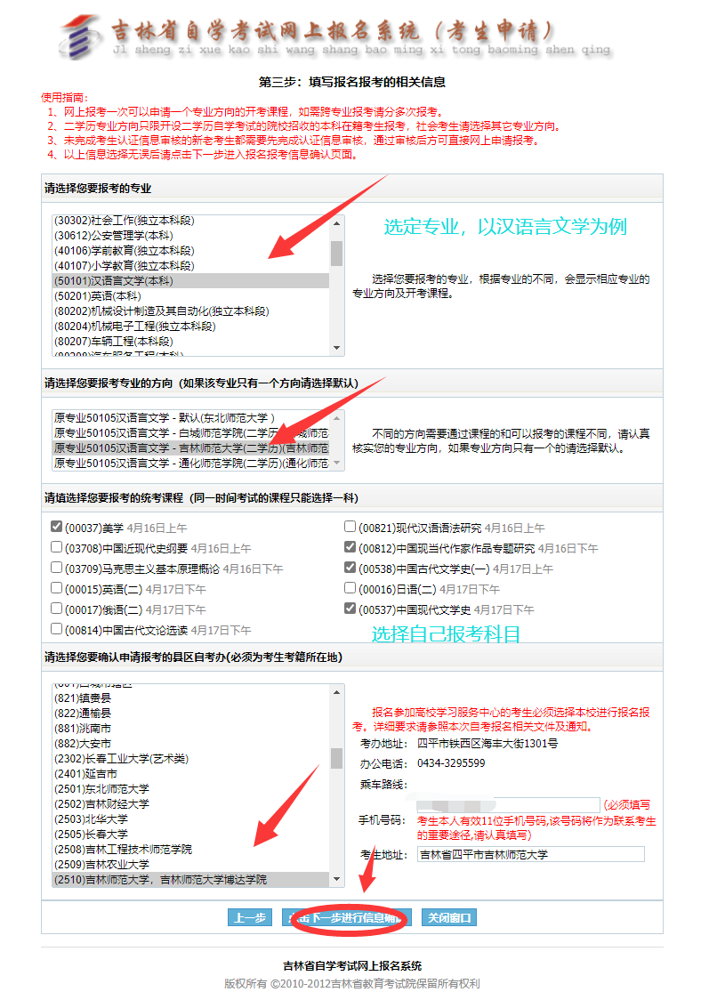 吉林省自学考试网上报名系统（考生申请）
Jl sheng zi xue kao shi wang shang bao ming xi tong baoming shen qing
第三步：填写报名报考的相关信息
使用指南：
1、网上报考一次可以申请一个专业方向的开考课程，如需跨专业报考请分多次报考。
2、二学历专业方向只限开设二学历自学考试的院校招收的本科在籍考生报考，社会考生请选择其它专业方向。
3、未完成考生认证信息审核的新老考生都需要先完成认证信息审核，通过审核后方可直接网上申请报考。
4、以上信息选择无误后请点击下一步进入报名报考信息确认页面。
请选择您要报考的专业
(30302)社会工作(独立本科段)
(30612)公安管理学(本科)
(40106)学前教育(独立本科段)
(40107)小学教育(独立本科段)
(50101)汉语言文学(本科)
(50201)英语(本科)
(80202)机械设计制造及其自动化(独立本科段)
(80204)机械电子工程(独立本科段)
(80207)车辆工程(本科段)
(80208)汽车服务工程(本科)
选定专业，以汉语言文学为例
选择您要报考的专业，根据专业的不同，会显示相应专业的
专业方向及开考课程。
请选择您要报考专业的方向（如果该专业只有一个方向请选择默认）
原专业50105汉语言文学 - 默认(东北师范大学 )
原专业50105汉语言文学 - 白城师范学院(二学历 城师范
原专业50105汉语言文学 - 吉林师范大学(二学历)(吉林师范
原专业50105汉语言文学 - 通化师范学院(二学历)(通化师范
不同的方向需要通过课程的和可以报考的课程不同，请认真
核实您的专业方向，如果专业方向只有一个的请选择默认。
请填选择您要报考的统考课程（同一时间考试的课程只能选择一科）
(00037)美学 4月16日上午
(00821)现代汉语语法研究 4月16日上午
(03708)中国近现代史纲要 4月16日上午
(00812)中国现当代作家作品专题研究 4月16日下午
(03709)马克思主义基本原理概论 4月16日下午
(00538)中国古代文学史(一) 4月17日上午
(00015)英语(二) 4月17日下午
(00016)日语(二) 4月17日下午
(00017)俄语(二) 4月17日下午
(00537)中国现代文学史 4月17日下午
(00814)中国古代文论选读 4月17日下午
选择自己报考科目
请选择您要确认申请报考的县区自考办(必须为考生考籍所在地)
(801)白城市辖区
(821)镇赉县
(822)通榆县
(881)洮南市
(882)大安市
(2302)长春工业大学(艺术类)
(2401)延吉市
(2501)东北师范大学
(2502)吉林财经大学
(2503)北华大学
(2505)长春大学
(2508)吉林工程技术师范学院
(2509)吉林农业大学
(2510)吉林师范大学，吉林师范大学博达学院
报名参加高校学习服务中心的考生必须选择本校进行报名报
考。详细要求请参照本次自考报名相关文件及通知。
考办地址： 四平市铁西区海丰大街1301号
办公电话： 0434-3295599
乘车路线：
手机号码： (必须填写
考生本人有效11位手机号码,该号码将作为联系考生
的重要途径,请认真填写)
考生地址： 吉林省四平市吉林师范大学
上一步 点击下一步进行信息确认 关闭窗口
吉林省自学考试网上报名系统
版权所有 ©2010-2012吉林省教育考试院保留所有权利